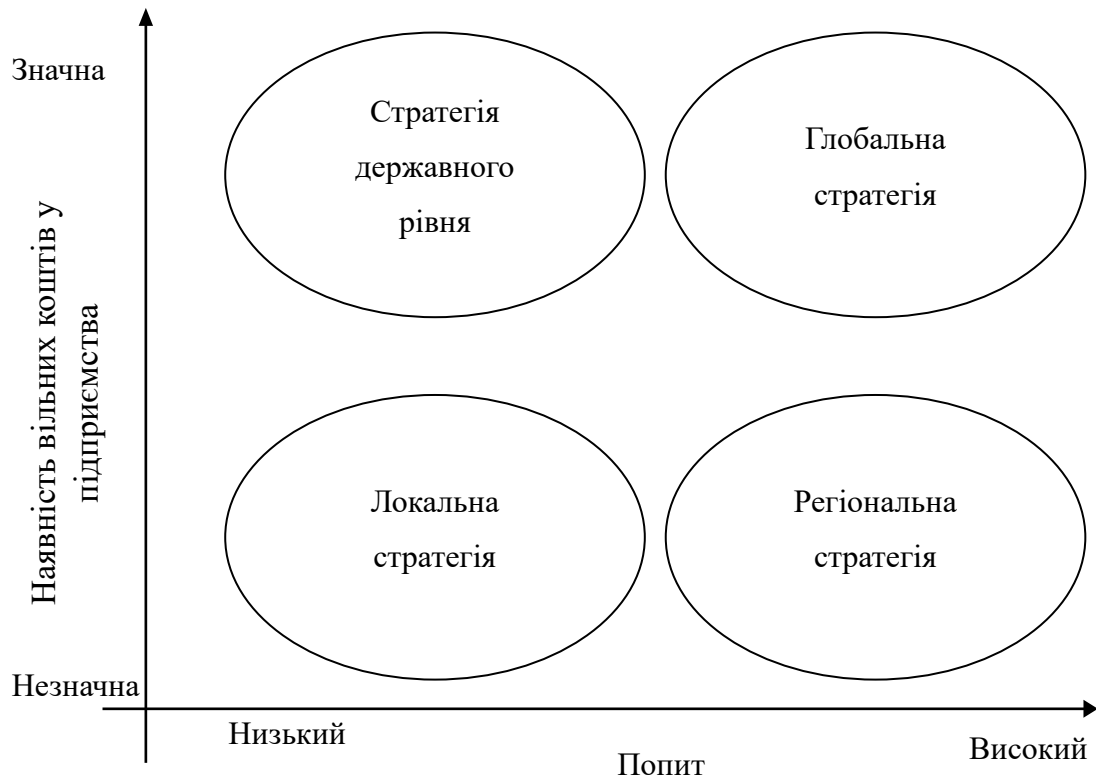 Значна
Стратегія
державного
рівня
Глобальна
стратегія
Наявність вільних коштів у
підприємства
Локальна
стратегія
Регіональна
стратегія
Незначна
Низький
Попит
Високий